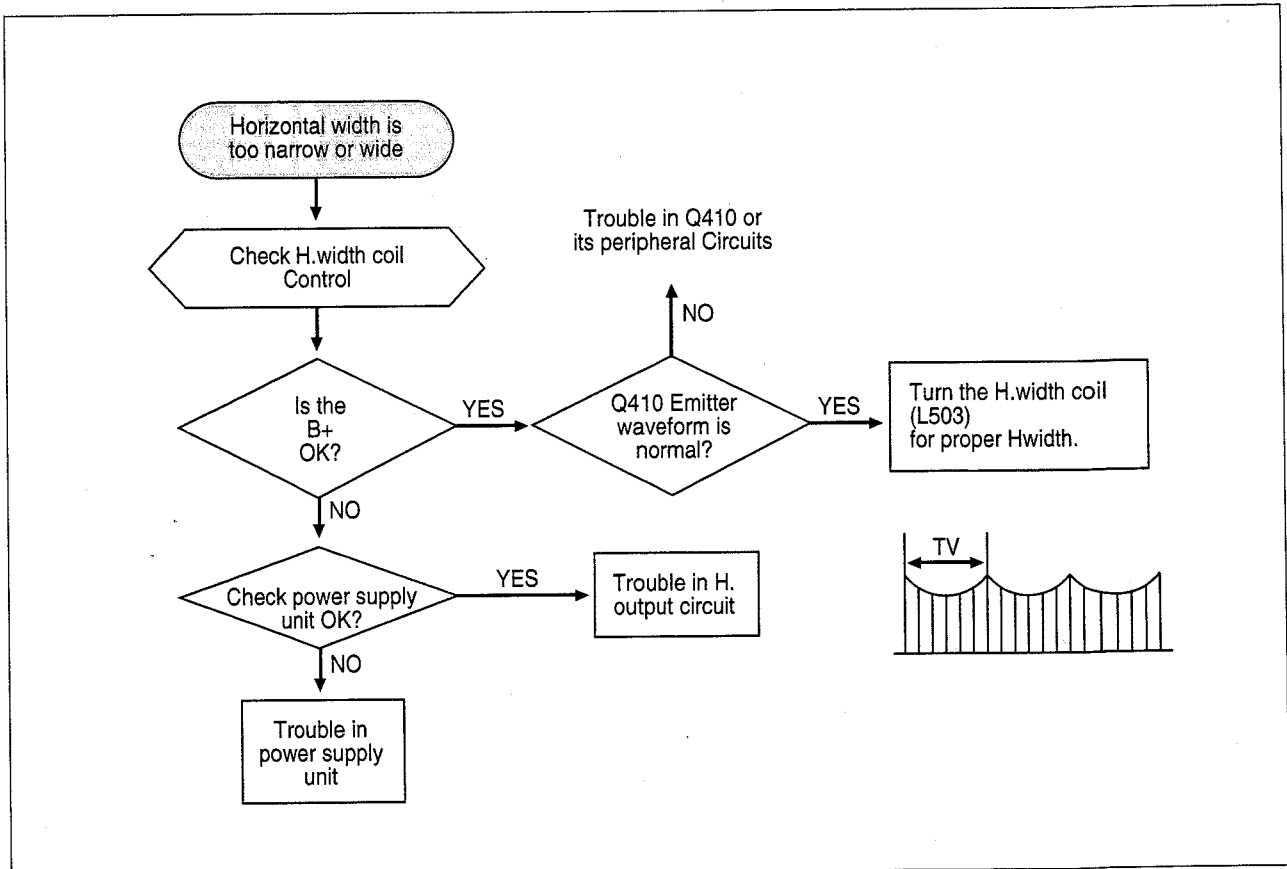 Horizontal width is
too narrow or wide
Check H.width coil
Control
Is the
B+
OK?
YES
Q410 Emitter
waveform is
normal?
NO
Trouble in Q410 or
its peripheral Circuits
YES
Turn the H.width coil
(L503)
for proper Hwidth.
NO
Check power supply
unit OK?
YES
Trouble in H.
output circuit
NO
Trouble in
power supply
unit
TV